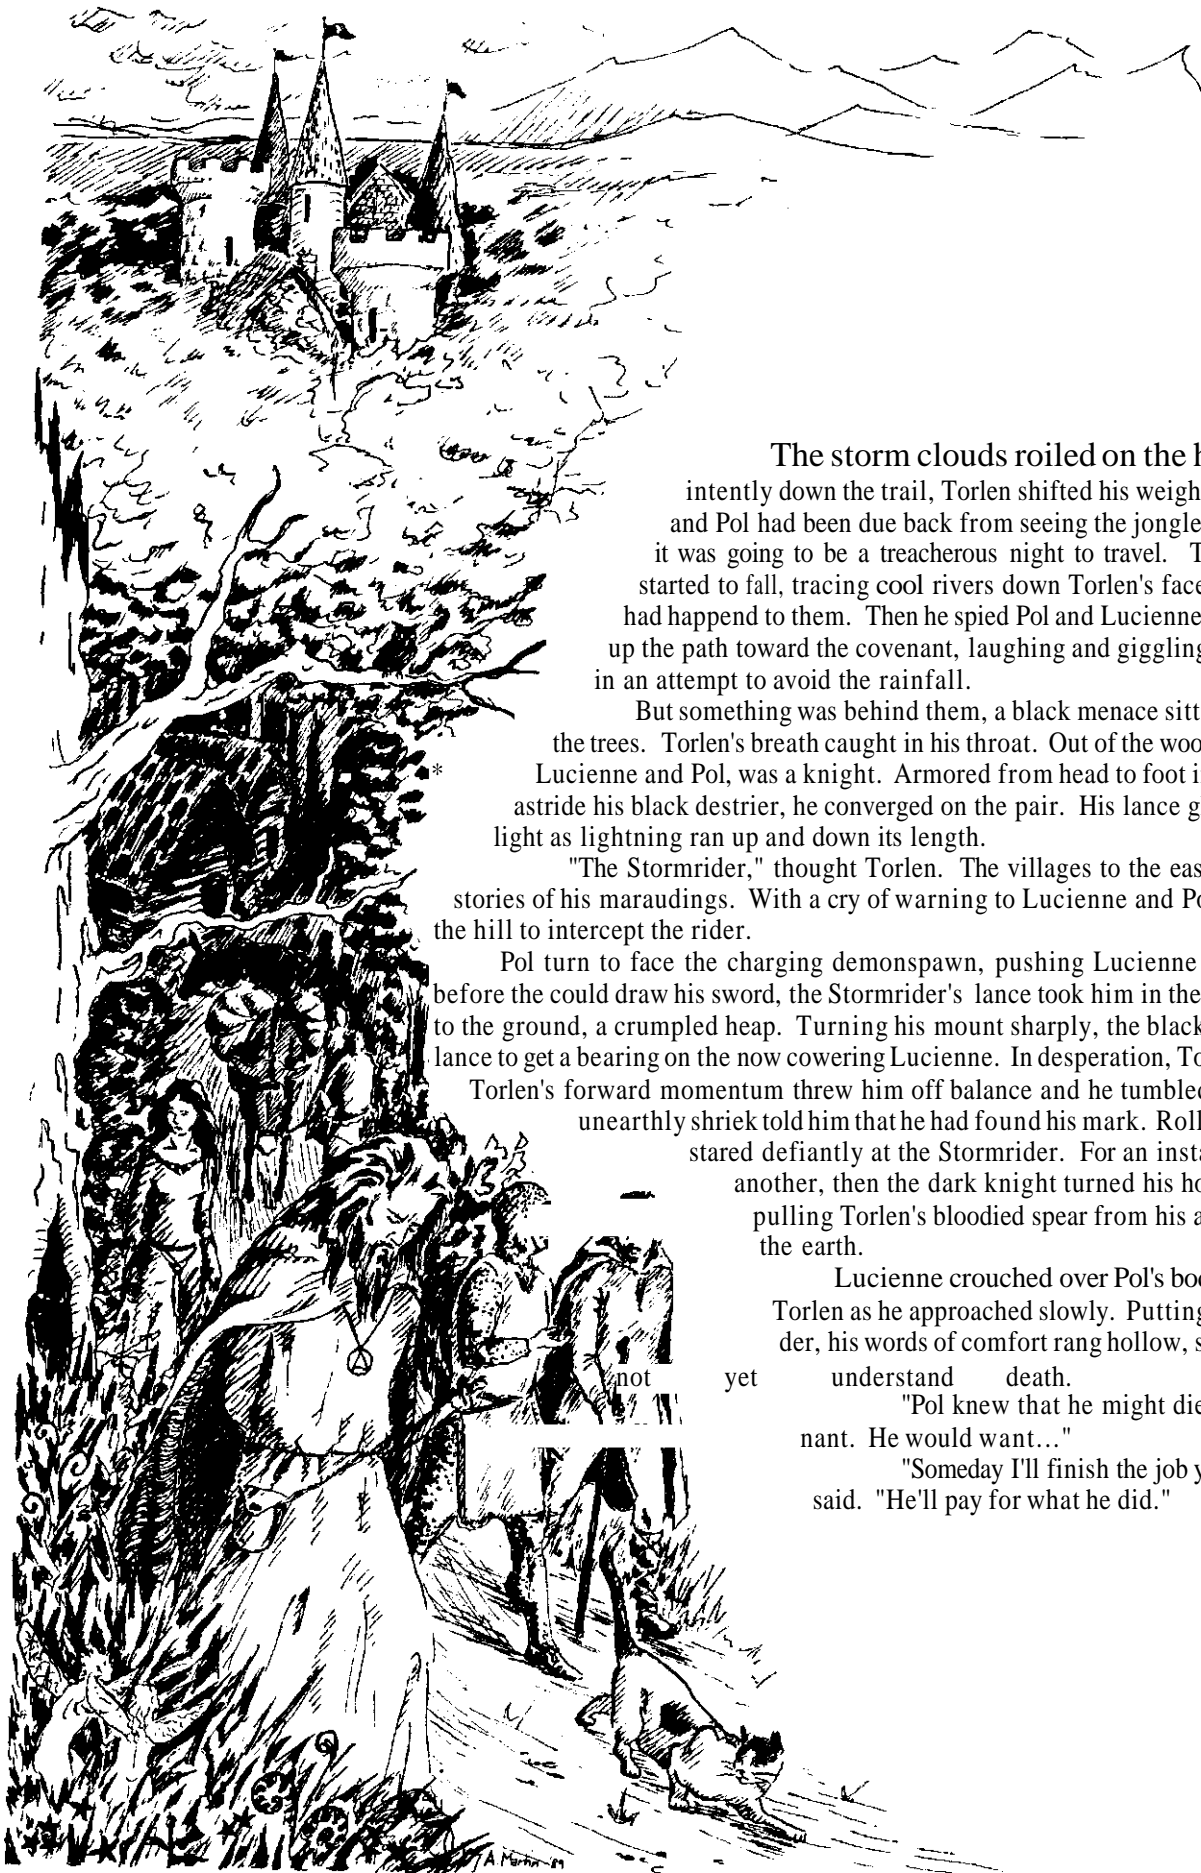 The storm clouds roiled on the h
intently down the trail, Torlen shifted his weigh
and Pol had been due back from seeing the jongle
it was going to be a treacherous night to travel. T
started to fall, tracing cool rivers down Torlen's face
had happend to them. Then he spied Pol and Lucienne
up the path toward the covenant, laughing and giggling
in an attempt to avoid the rainfall.
But something was behind them, a black menace sitt
the trees. Torlen's breath caught in his throat. Out of the woo
Lucienne and Pol, was a knight. Armored from head to foot i
astride his black destrier, he converged on the pair. His lance g
light as lightning ran up and down its length.
"The Stormrider," thought Torlen. The villages to the eas
stories of his maraudings. With a cry of warning to Lucienne and Po
the hill to intercept the rider.
Pol turn to face the charging demonspawn, pushing Lucienne
before the could draw his sword, the Stormrider's lance took him in the
to the ground, a crumpled heap. Turning his mount sharply, the black
lance to get a bearing on the now cowering Lucienne. In desperation, To
Torlen's forward momentum threw him off balance and he tumbled
unearthly shriek told him that he had found his mark. Roll
stared defiantly at the Stormrider. For an insta
another, then the dark knight turned his ho
pulling Torlen's bloodied spear from his a
the earth.
Lucienne crouched over Pol's bod
Torlen as he approached slowly. Putting
der, his words of comfort rang hollow, s
not yet understand death.
"Pol knew that he might die
nant. He would want..."
"Someday I'll finish the job y
said. "He'll pay for what he did."
A. Martin '89